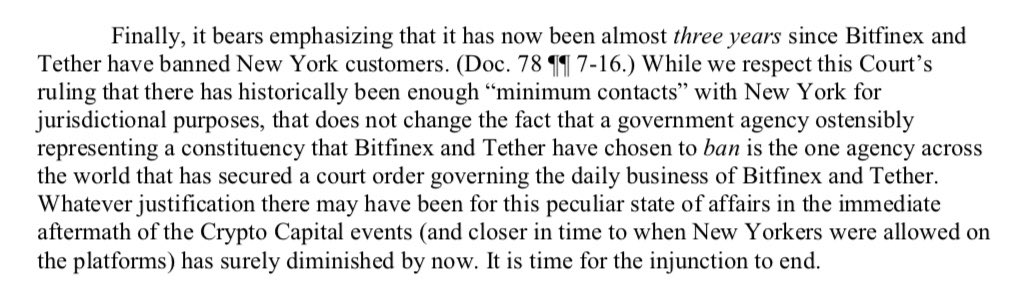 Finally, it bears emphasizing that it has now been almost three years since Bitfinex and
Tether have banned New York customers. (Doc. 78 ¶¶ 7-16.) While we respect this Court's
ruling that there has historically been enough “minimum contacts” with New York for
jurisdictional purposes, that does not change the fact that a government agency ostensibly
representing a constituency that Bitfinex and Tether have chosen to ban is the one agency across
the world that has secured a court order governing the daily business of Bitfinex and Tether.
Whatever justification there may have been for this peculiar state of affairs in the immediate
aftermath of the Crypto Capital events (and closer in time to when New Yorkers were allowed on
the platforms) has surely diminished by now. It is time for the injunction to end.